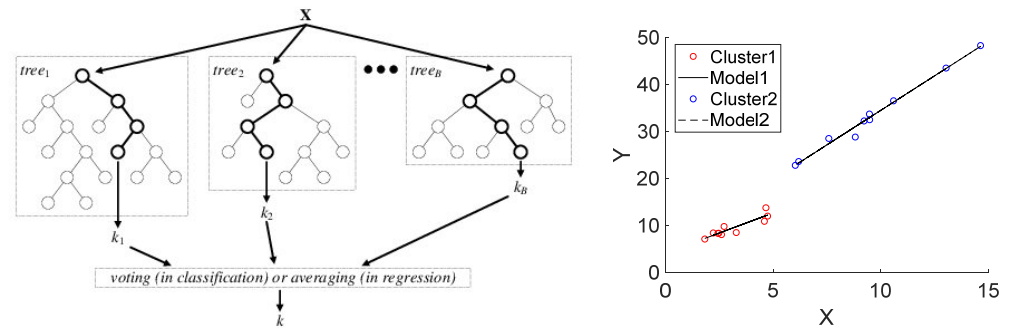 X
tree1
tree2
treeB
k1
k2
kB
voting (in classification) or averaging (in regression)
k
50
40
30
20
10
0
Y
Cluster1
Model1
Cluster2
Model2
0 5 10 15
X